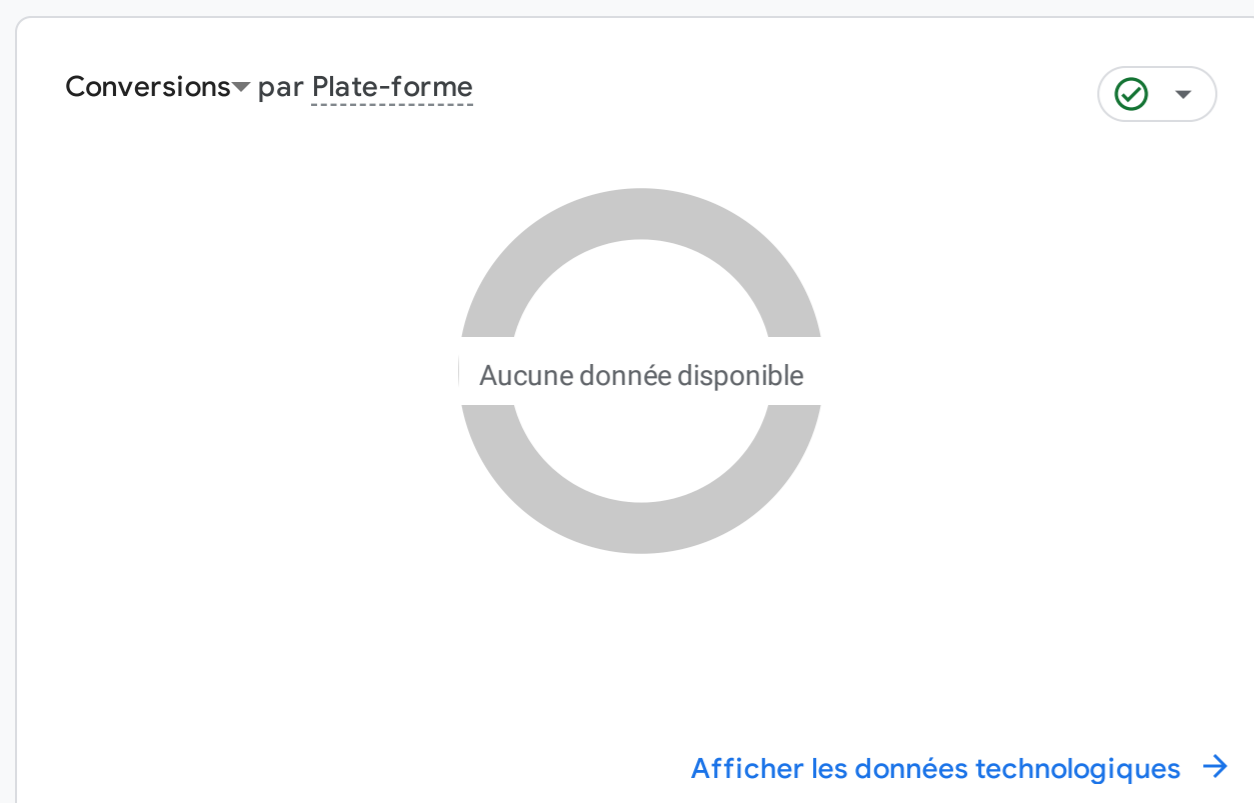 Conversions par Plate-forme
Aucune donnée disponible
Afficher les données technologiques